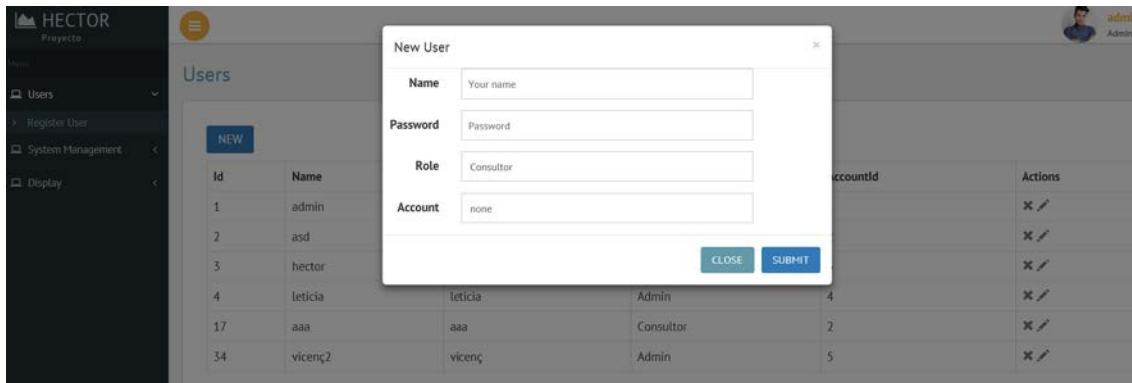 HECTOR
Proyecto
admi
Admin
Menu
Users
Register User
System Management
Display
Users
NEW
New User
×
Name Your name
Password Password
Role Consultor
Account none
CLOSE SUBMIT
Id Name ccountId Actions
1 admin
2 asd
3 hector
4 leticia leticia Admin 4
17 aaa aaa Consultor 2
34 vicenç2 vicenç Admin 5